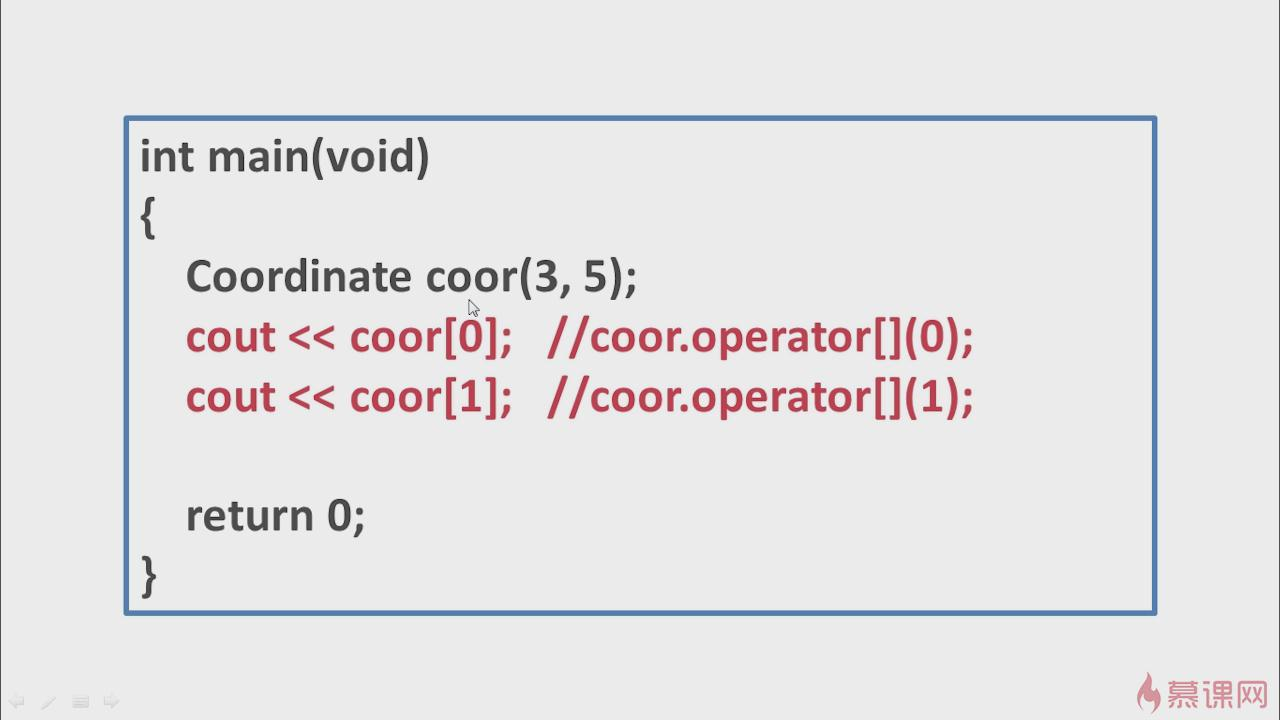 int main(void)
{
Coordinate coor(3, 5);
cout << coor[0]; //coor.operator[](0);
cout << coor[1]; //coor.operator[](1);
return 0;
}
慕课网